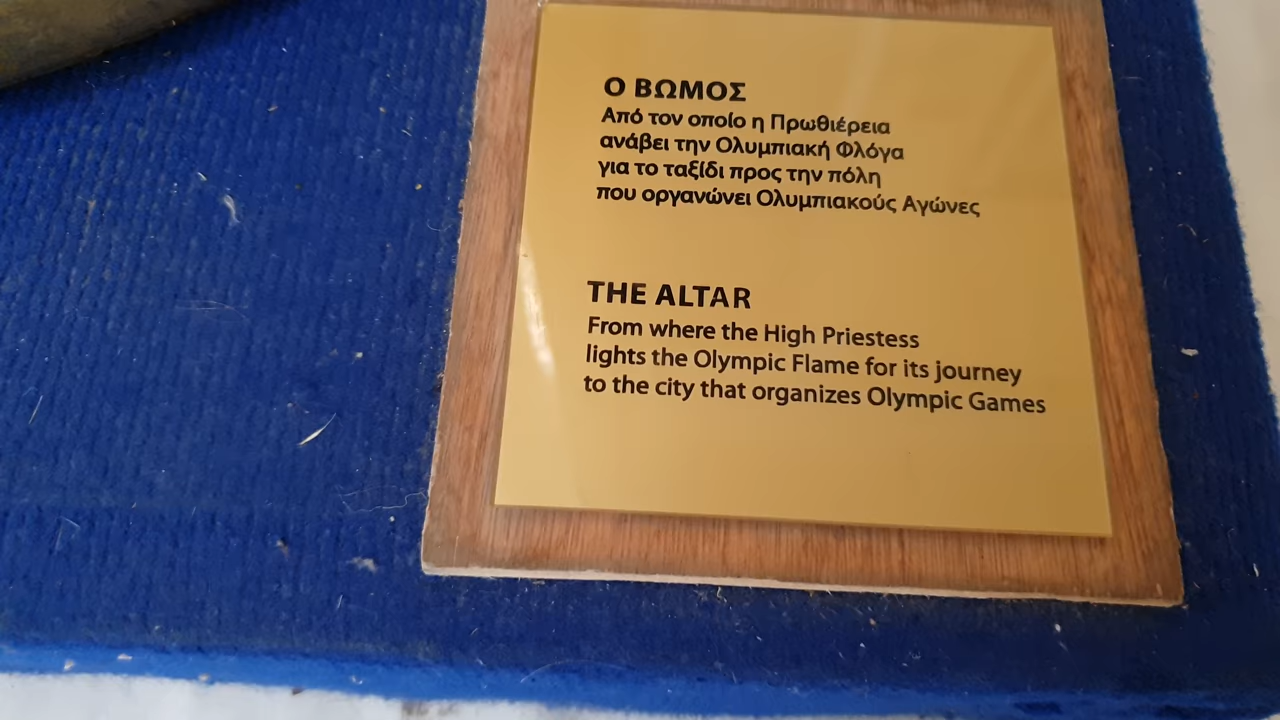 Ο ΒΩΜΟΣ
Από τον οποίο η Πρωθιέρεια
ανάβει την Ολυμπιακή Φλόγα
για το ταξίδι προς την πόλη
που οργανώνει Ολυμπιακούς Αγώνες
THE ALTAR
From where the High Priestess
lights the Olympic Flame for its journey
to the city that organizes Olympic Games